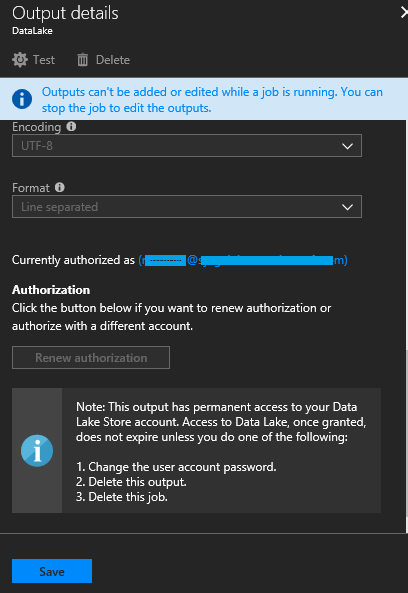 Output details
DataLake
Test
Delete
Outputs can't be added or edited while a job is running. You can
stop the job to edit the outputs.
Encoding
UTF-8
Format
Line separated
Currently authorized as (
@
m)
Authorization
Click the button below if you want to renew authorization or
authorize with a different account.
Renew authorization
Note: This output has permanent access to your Data
Lake Store account. Access to Data Lake, once granted,
does not expire unless you do one of the following:
1. Change the user account password.
2. Delete this output.
3. Delete this job.
Save